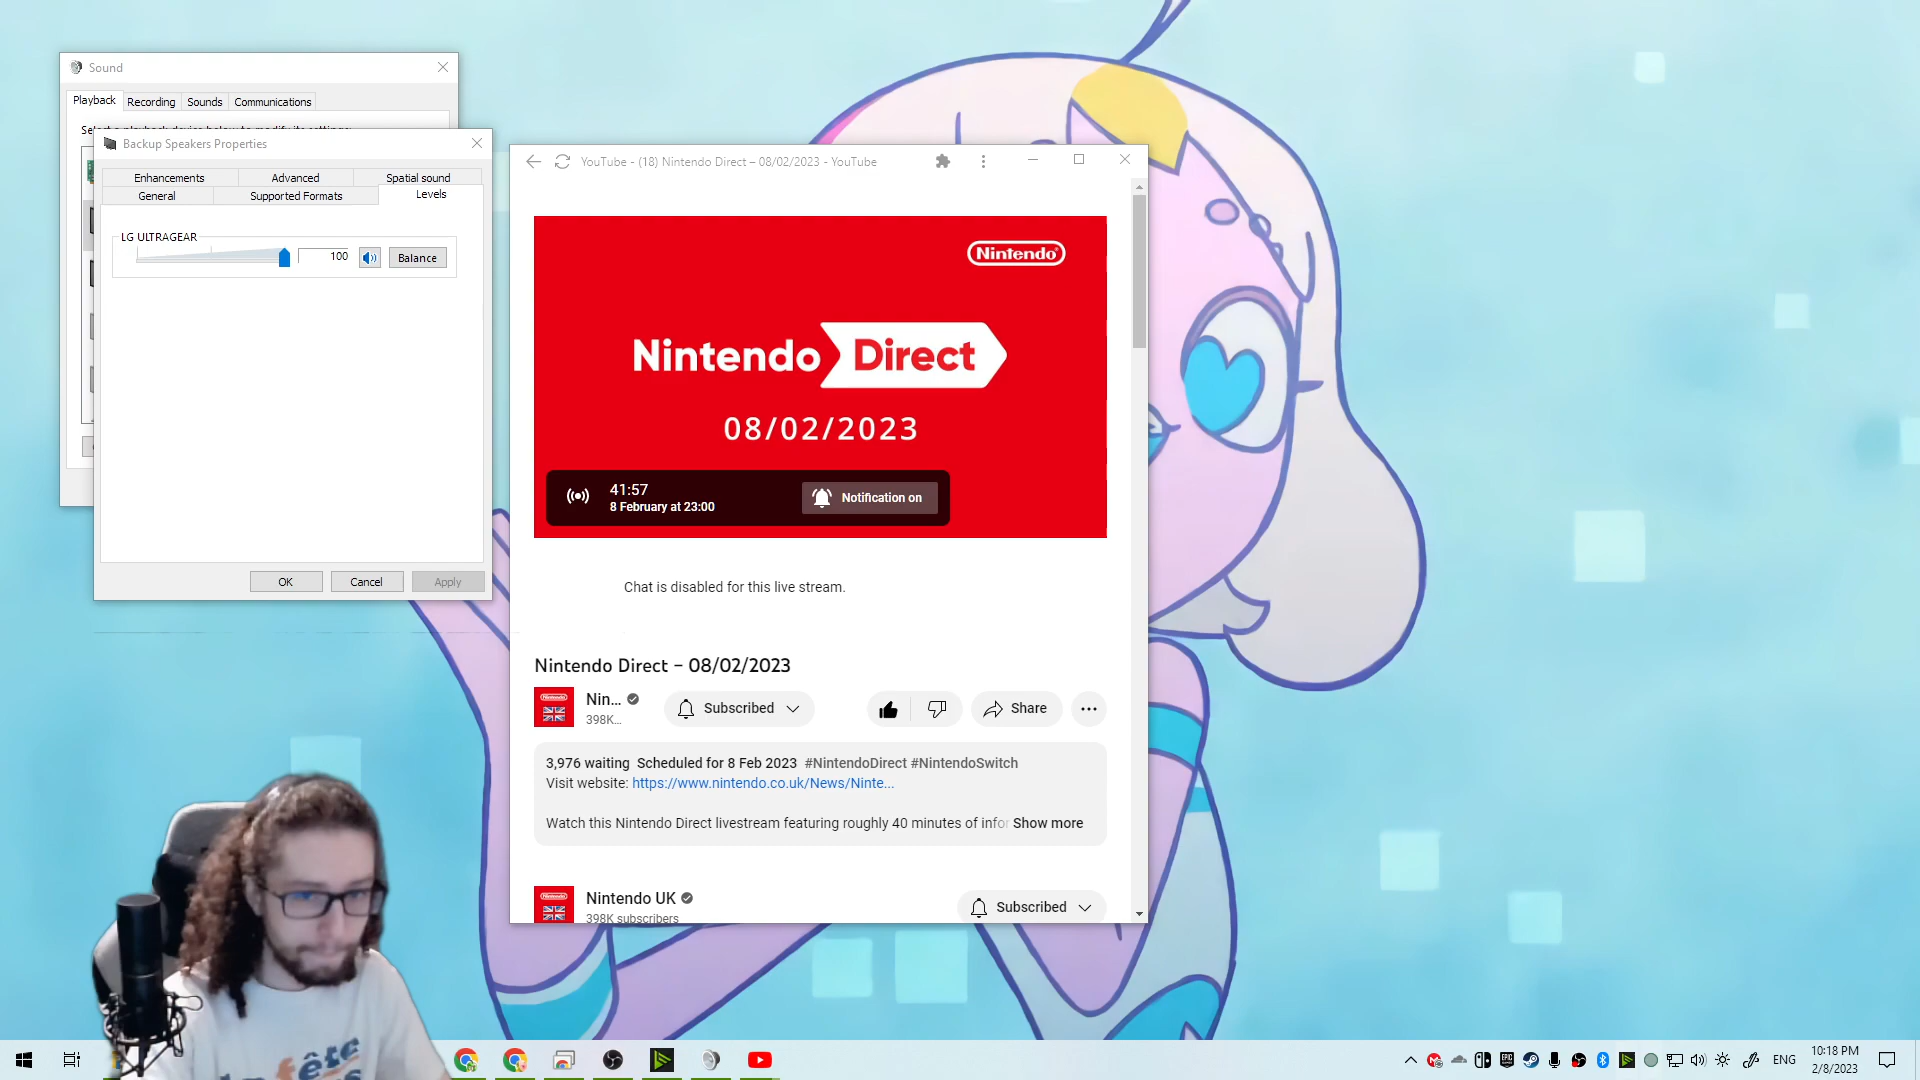 Sound
Playback
Recording
Sounds
Communications
Backup Speakers Properties
Enhancements
Advanced
Spatial sound
General
Supported Formats
Levels
LG ULTRAGEAR
100
Balance
OK
Cancel
Apply
YouTube - (18) Nintendo Direct – 08/02/2023 - YouTube
Nintendo
Nintendo Direct
08/02/2023
41:57
8 February at 23:00
Notification on
Chat is disabled for this live stream.
Nintendo Direct – 08/02/2023
Nin...
398K...
Subscribed
Share
3,976 waiting Scheduled for 8 Feb 2023 #NintendoDirect #NintendoSwitch
Visit website: https://www.nintendo.co.uk/News/Ninte...
Watch this Nintendo Direct livestream featuring roughly 40 minutes of infor Show more
Nintendo UK
398K subscribers
Subscribed
fête
ENG
10:18 PM
2/8/2023